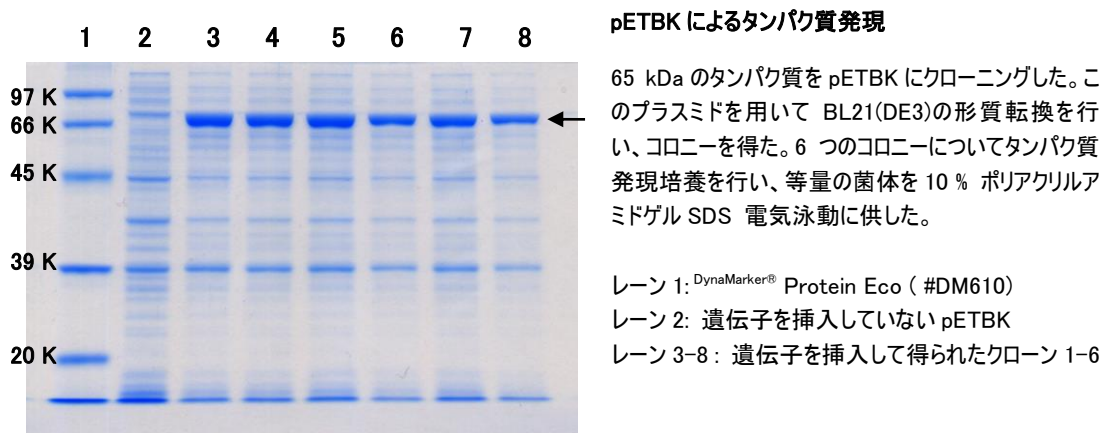 1 2 3 4 5 6 7 8
97 K
66 K
45 K
39 K
20 K
pETBK によるタンパク質発現
65 kDa のタンパク質を pETBK にクローニングした。こ
のプラスミドを用いて BL21(DE3)の形質転換を行
い、コロニーを得た。6 つのコロニーについてタンパク質
発現培養を行い、等量の菌体を 10 % ポリアクリルア
ミドゲル SDS 電気泳動に供した。
レーン 1: DynaMarker® Protein Eco ( #DM610)
レーン 2: 遺伝子を挿入していない pETBK
レーン 3-8 : 遺伝子を挿入して得られたクローン 1-6